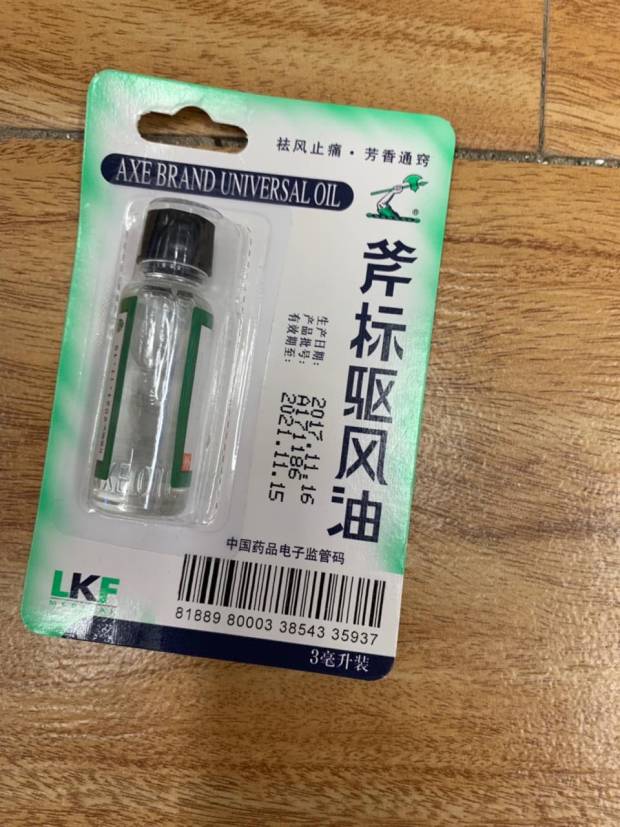 祛风止痛·芳香通窍
AXE BRAND UNIVERSAL OIL
®
斧标驱风油
生产日期: 2017.11.16
产品批号: A171186
有效期至: 2021.11.15
中国药品电子监管码
81889 80003 38543 35937
LKF
MEDICAL
3毫升装